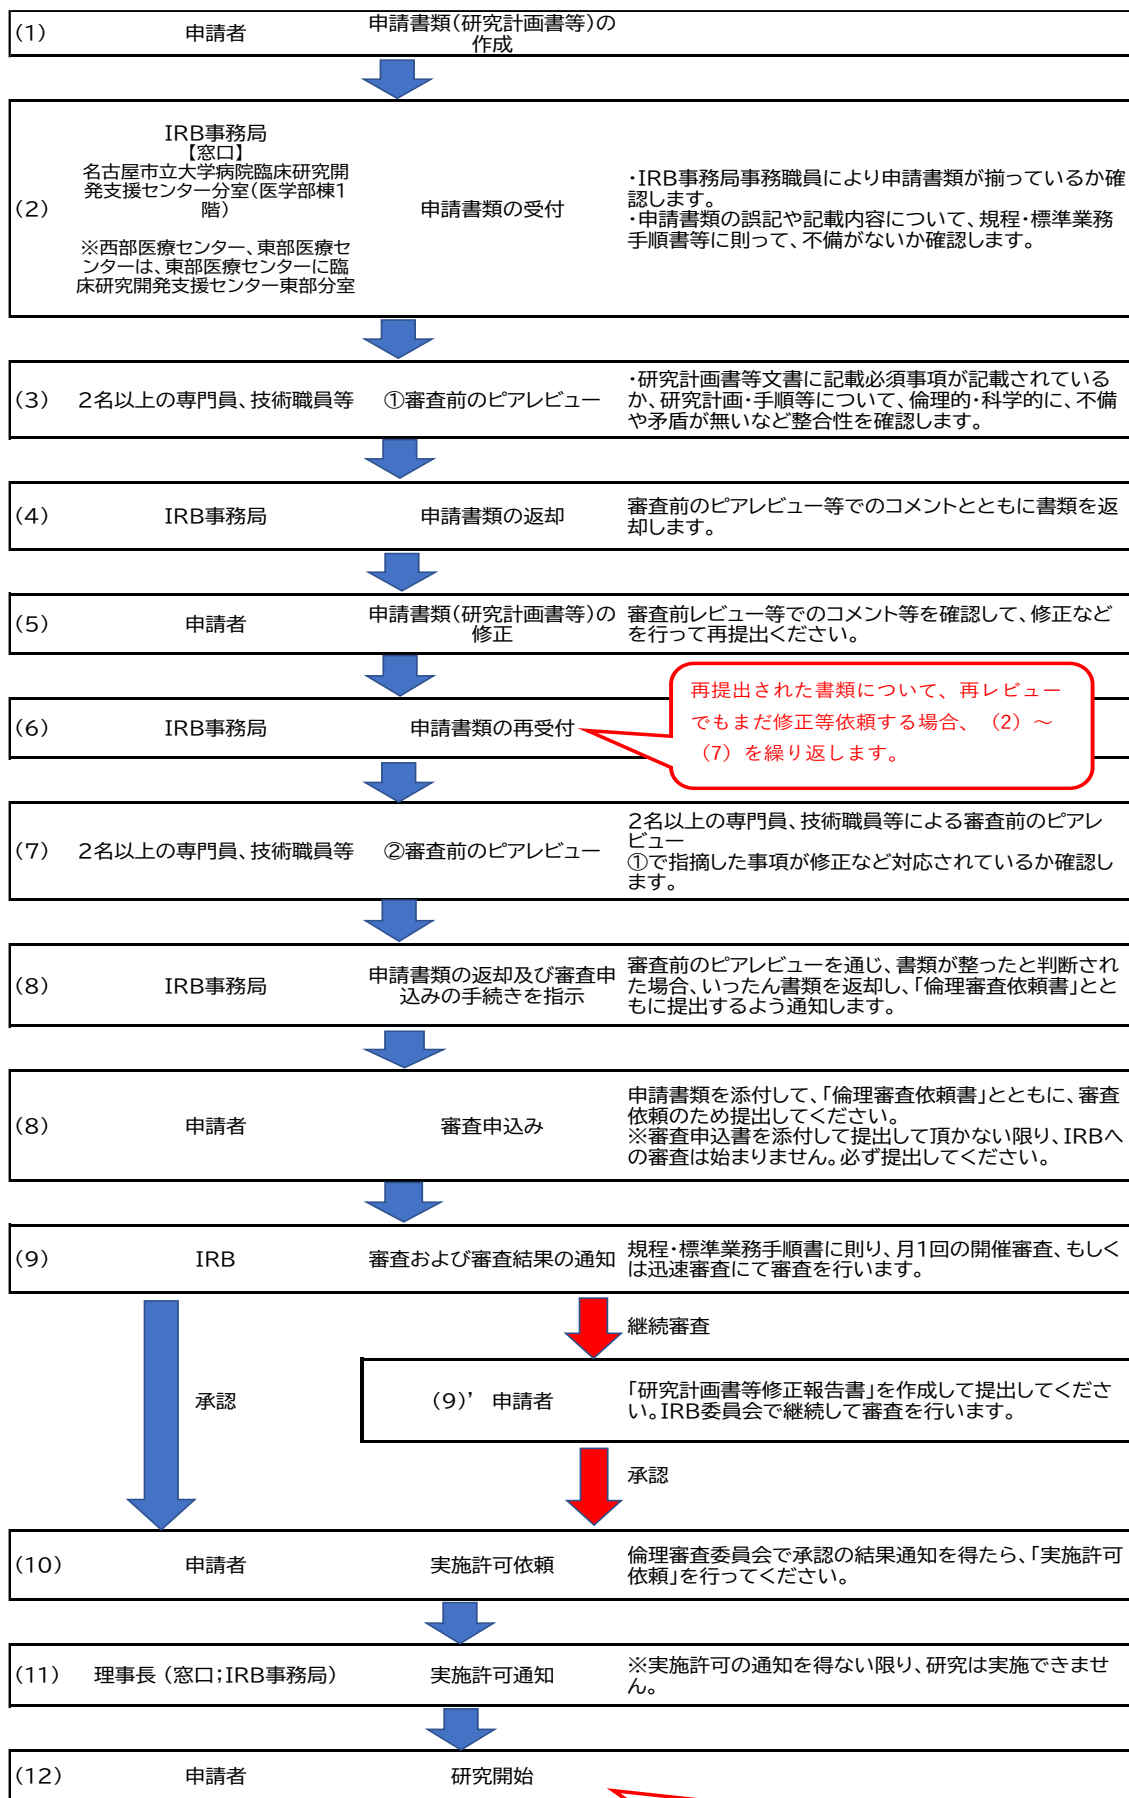 (1)
申請者
申請書類(研究計画書等)の
作成
(2)
IRB事務局
【窓口】
名古屋市立大学病院臨床研究開
発支援センター分室(医学部棟1
階)
※西部医療センター、東部医療セ
ンターは、東部医療センターに臨
床研究開発支援センター東部分室
申請書類の受付
・IRB事務局事務職員により申請書類が揃っているか確
認します。
・申請書類の誤記や記載内容について、規程・標準業務
手順書等に則って、不備がないか確認します。
(3)
2名以上の専門員、技術職員等
①審査前のピアレビュー
・研究計画書等文書に記載必須事項が記載されている
か、研究計画・手順等について、倫理的・科学的に、不備
や矛盾が無いなど整合性を確認します。
(4)
IRB事務局
申請書類の返却
審査前のピアレビュー等でのコメントとともに書類を返
却します。
(5)
申請者
申請書類(研究計画書等)の
修正
審査前レビュー等でのコメント等を確認して、修正など
を行って再提出ください。
(6)
IRB事務局
申請書類の再受付
再提出された書類について、再レビュー
でもまだ修正等依頼する場合、(2)~
(7)を繰り返します。
(7)
2名以上の専門員、技術職員等
②審査前のピアレビュー
2名以上の専門員、技術職員等による審査前のピアレ
ビュー
①で指摘した事項が修正など対応されているか確認し
ます。
(8)
IRB事務局
申請書類の返却及び審査申
込みの手続きを指示
審査前のピアレビューを通じ、書類が整ったと判断され
た場合、いったん書類を返却し、「倫理審査依頼書」とと
もに提出するよう通知します。
(8)
申請者
審査申込み
申請書類を添付して、「倫理審査依頼書」とともに、審査
依頼のため提出してください。
※審査申込書を添付して提出して頂かない限り、IRBへ
の審査は始まりません。必ず提出してください。
(9)
IRB
審査および審査結果の通知
規程・標準業務手順書に則り、月1回の開催審査、もしく
は迅速審査にて審査を行います。
継続審査
承認
(9)' 申請者
「研究計画書等修正報告書」を作成して提出してくださ
い。IRB委員会で継続して審査を行います。
承認
(10)
申請者
実施許可依頼
倫理審査委員会で承認の結果通知を得たら、「実施許可
依頼」を行ってください。
(11)
理事長 (窓口;IRB事務局)
実施許可通知
※実施許可の通知を得ない限り、研究は実施できませ
ん。
(12)
申請者
研究開始